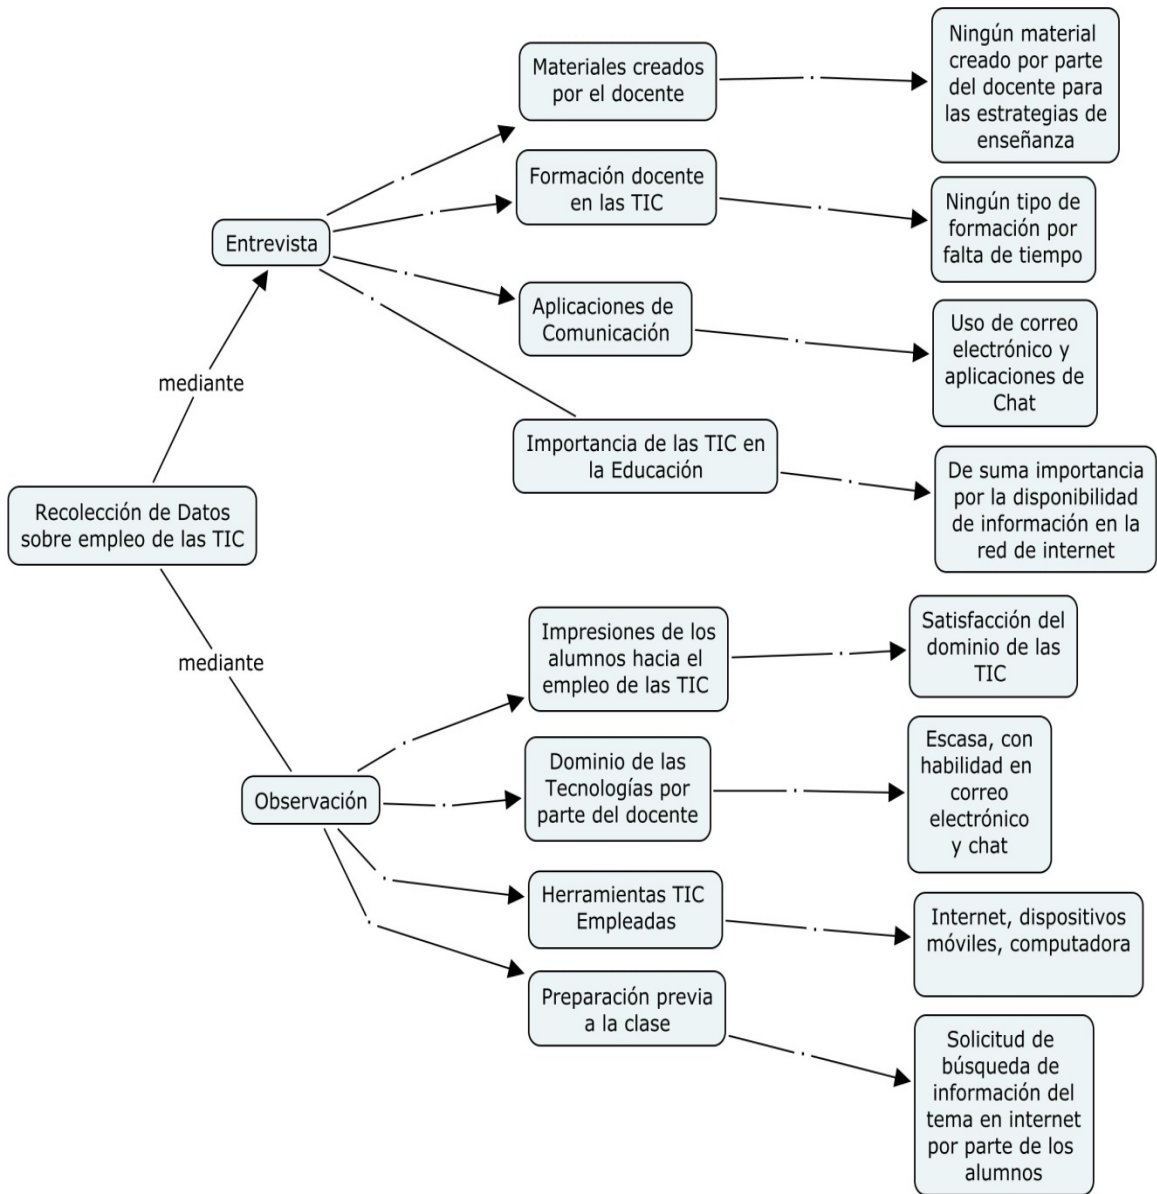 Materiales creados
por el docente
Ningún material
creado por parte
del docente para
las estrategias de
enseñanza
Formación docente
en las TIC
Ningún tipo de
formación por
falta de tiempo
Entrevista
Aplicaciones de
Comunicación
Uso de correo
electrónico y
aplicaciones de
Chat
mediante
Importancia de las TIC en
la Educación
De suma importancia
por la disponibilidad
de información en la
red de internet
Recolección de Datos
sobre empleo de las TIC
mediante
Impresiones de los
alumnos hacia el
empleo de las TIC
Satisfacción del
dominio de las
TIC
Observación
Dominio de las
Tecnologías por
parte del docente
Escasa, con
habilidad en
correo
electrónico
y chat
Herramientas TIC
Empleadas
Internet, dispositivos
móviles, computadora
Preparación previa
a la clase
Solicitud de
búsqueda de
información del
tema en internet
por parte de los
alumnos